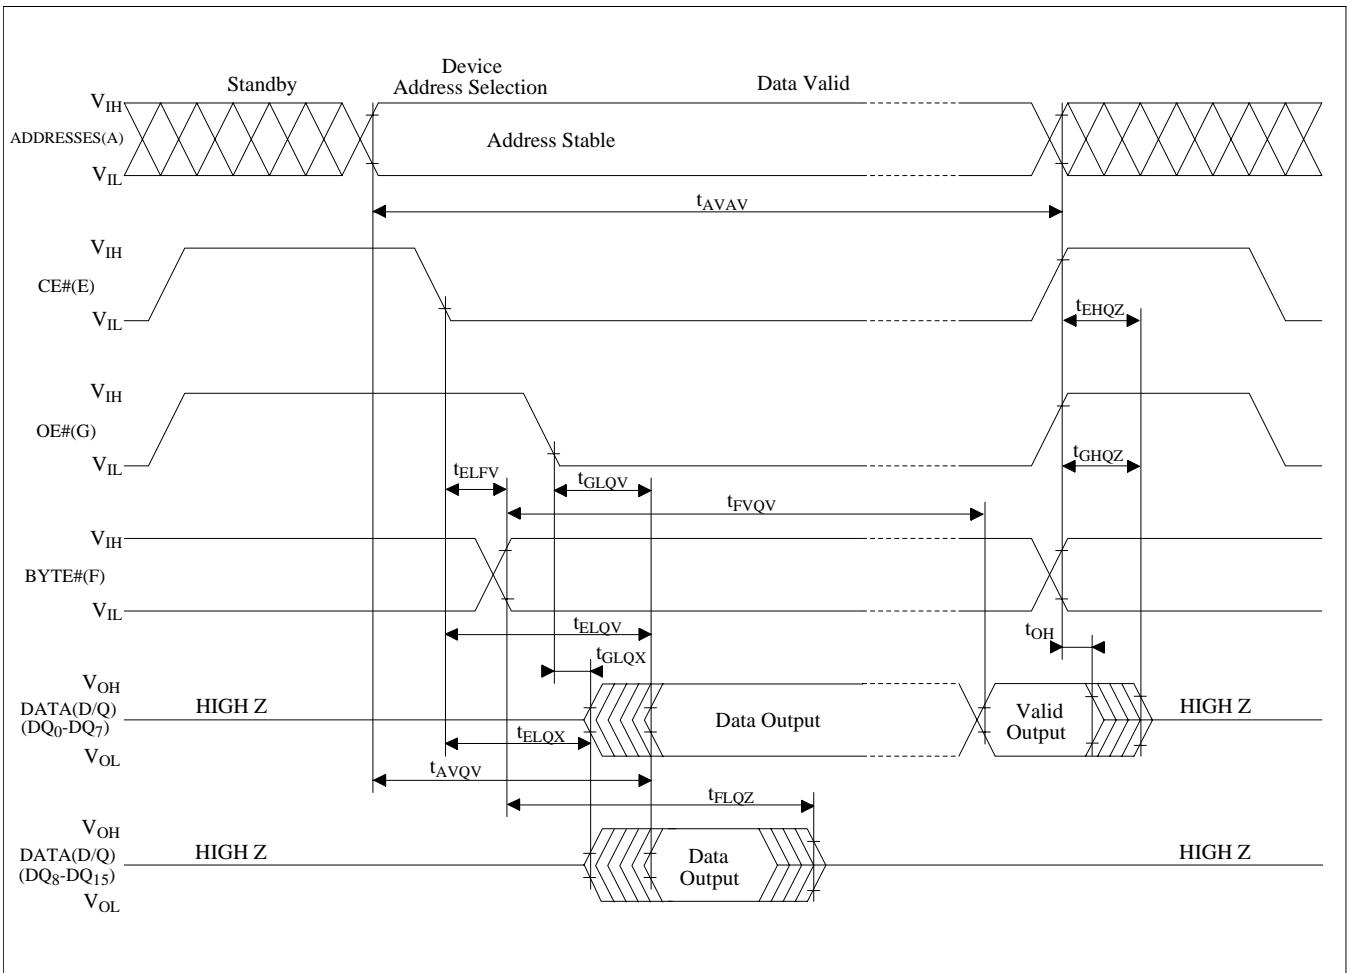 Standby
Device
Address Selection
Data Valid
VIH
ADDRESSES(A)
Address Stable
VIL
tAVAV
VIH
CE#(E)
VIL
tEHQZ
VIH
OE#(G)
VIL
tELFV
tGLQV
tGHQZ
tFVQV
VIH
BYTE#(F)
VIL
tELQV
tOH
tGLQX
VOH
DATA(D/Q)
(DQ0-DQ7)
HIGH Z
Data Output
Valid
Output
HIGH Z
tELQX
VOL
tAVQV
tFLQZ
VOH
DATA(D/Q)
(DQ8-DQ15)
HIGH Z
Data
Output
HIGH Z
VOL